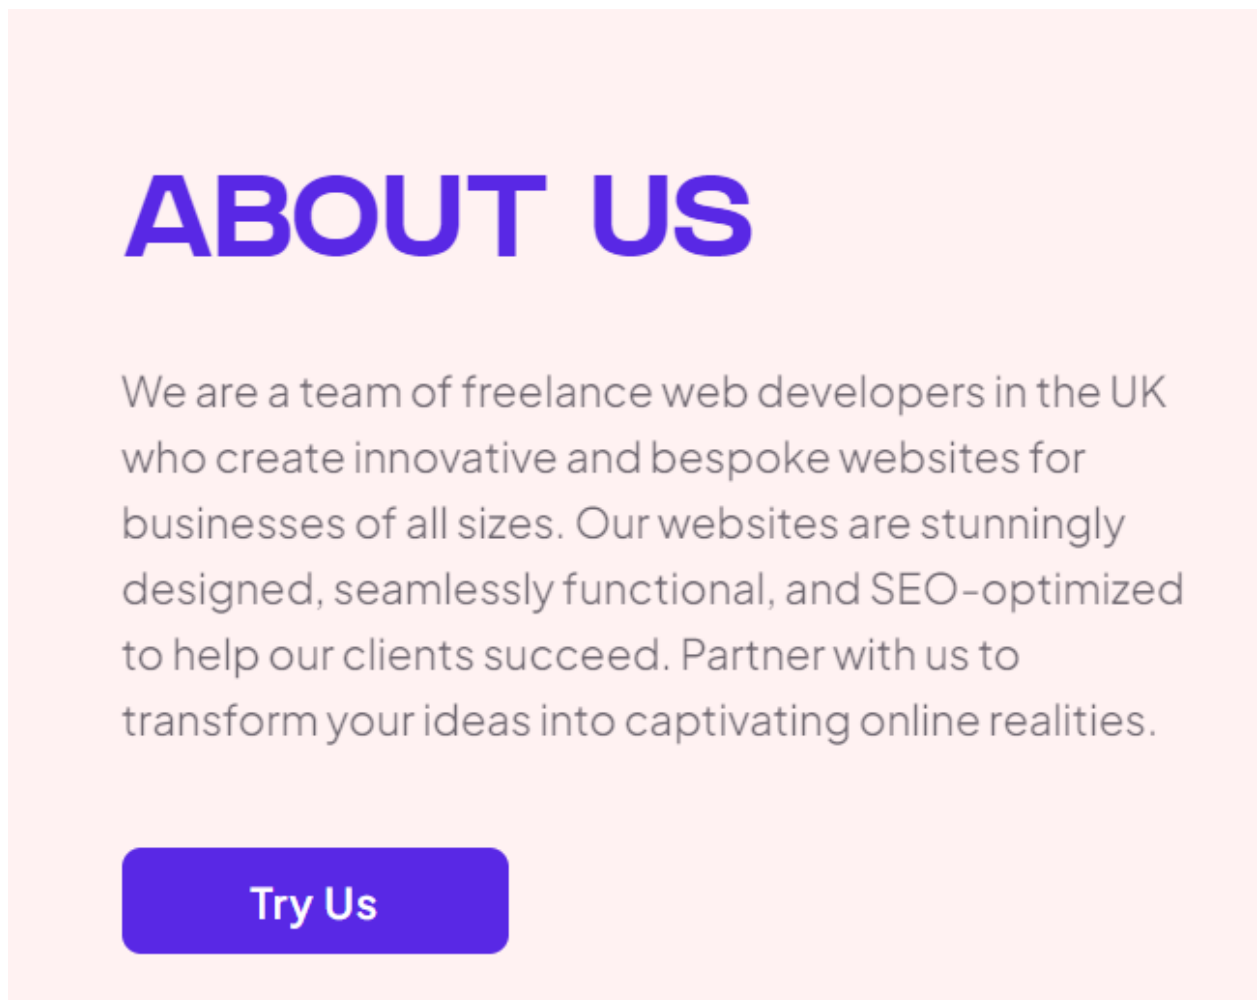 ABOUT US
We are a team of freelance web developers in the UK
who create innovative and bespoke websites for
businesses of all sizes. Our websites are stunningly
designed, seamlessly functional, and SEO-optimized
to help our clients succeed. Partner with us to
transform your ideas into captivating online realities.
Try Us